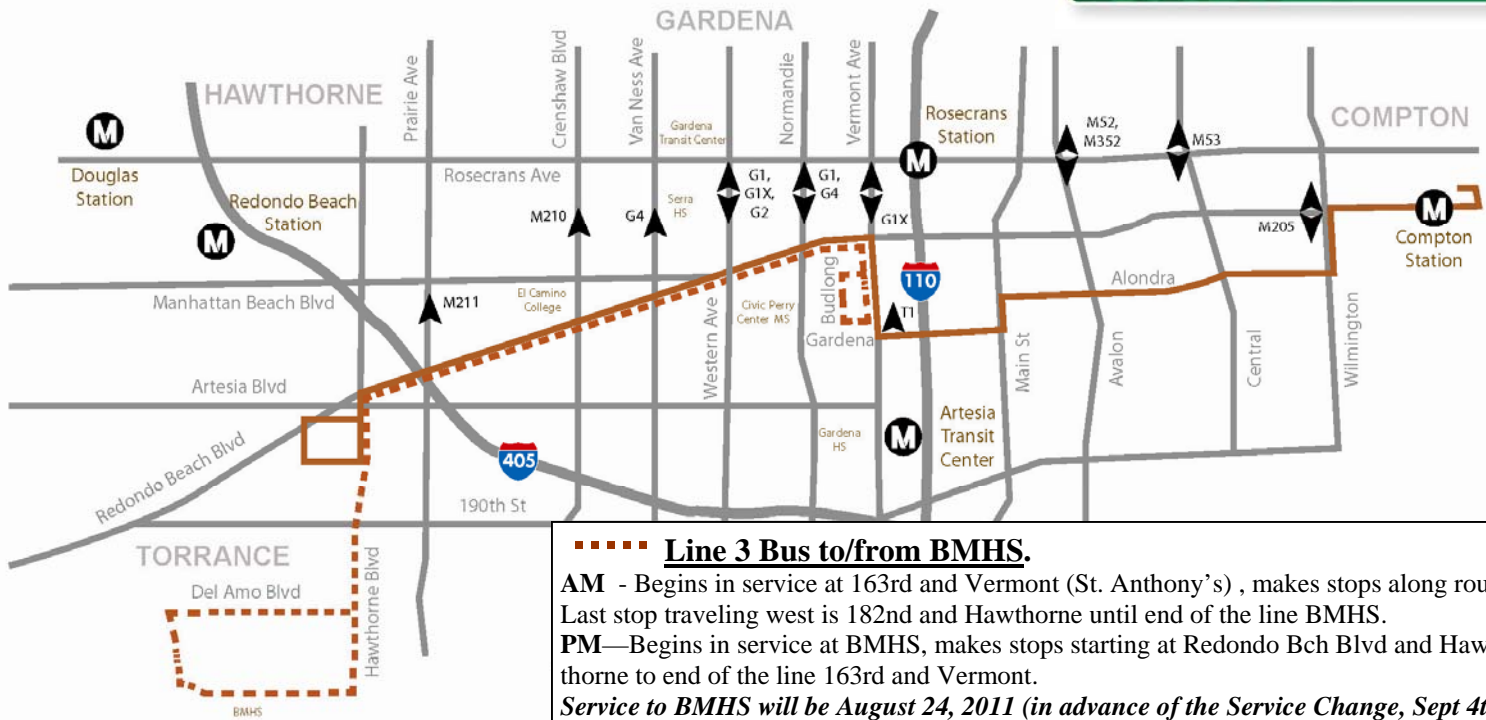 GARDENA
HAWTHORNE
COMPTON
Prairie Ave
Crenshaw Blvd
Van Ness Ave
Normandie
Vermont Ave
Gardena
Transit Center
Rosecrans
Station
M
M52,
M352
M53
M
Douglas
Station
Redondo Beach
Station
M
Rosecrans Ave
Serra
HS
G1,
G1X,
G2
G1,
G4
G1X
M210
G4
M205
M
Compton
Station
Manhattan Beach Blvd
M211
El Camino
College
Civic Perry
Center MS
Budlong
Gardena
110
T1
Alondra
Western Ave
Main St
Avalon
Central
Wilmington
Artesia Blvd
Redondo Beach Blvd
405
Gardena
HS
M
Artesia
Transit
Center
190th St
TORRANCE
Del Amo Blvd
Hawthorne Blvd
BMHS
Line 3 Bus to/from BMHS.
AM - Begins in service at 163rd and Vermont (St. Anthony's) , makes stops along rou
Last stop traveling west is 182nd and Hawthorne until end of the line BMHS.
PM—Begins in service at BMHS, makes stops starting at Redondo Bch Blvd and Haw
thorne to end of the line 163rd and Vermont.
Service to BMHS will be August 24, 2011 (in advance of the Service Change, Sept 4t